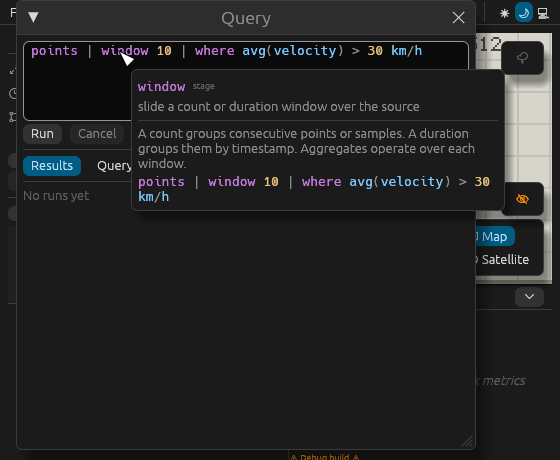 Query
512
points | window 10 | where avg(velocity) > 30 km/h
window stage
slide a count or duration window over the source
A count groups consecutive points or samples. A duration
groups them by timestamp. Aggregates operate over each
window.
points | window 10 | where avg(velocity) > 30
km/h
Run Cancel
Results Query
No runs yet
Map
Satellite
metrics
⚠ Debug build ⚠